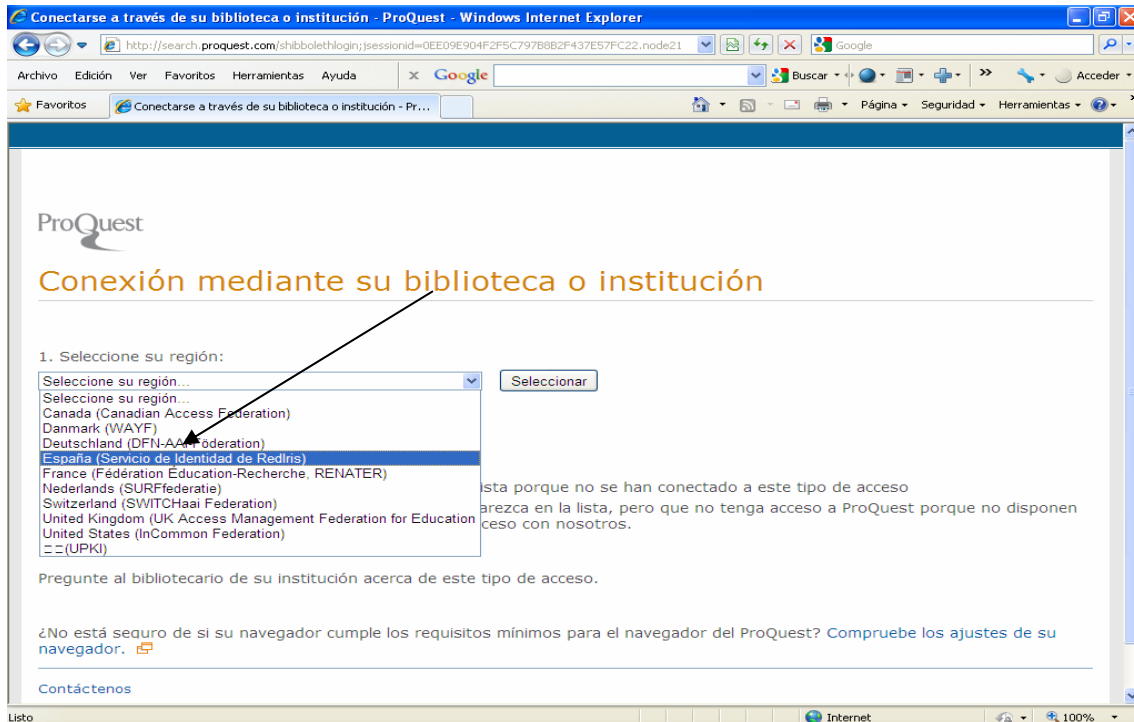 Conectarse a través de su biblioteca o institución - ProQuest - Windows Internet Explorer
http://search.proquest.com/shibbolethlogin;jsessionid=0EE09E904F2F5C797B8B2F437E57FC22.node21
Google
Archivo Edición Ver Favoritos Herramientas Ayuda x Google Buscar Acceder
Favoritos Conectarse a través de su biblioteca o institución - Pr... Página Seguridad Herramientas
ProQuest
Conexión mediante su biblioteca o institución
1. Seleccione su región:
Seleccione su región... Seleccionar
Seleccione su región...
Canada (Canadian Access Federation)
Danmark (WAYF)
Deutschland (DFN-AAI Föderation)
España (Servicio de Identidad de RedIris)
France (Fédération Éducation-Recherche, RENATER)
Nederlands (SURFfederatie) ista porque no se han conectado a este tipo de acceso
Switzerland (SWITCHaai Federation)
United Kingdom (UK Access Management Federation for Education arezca en la lista, pero que no tenga acceso a ProQuest porque no disponen
United States (InCommon Federation) ceso con nosotros.
(UPKI)
Pregunte al bibliotecario de su institución acerca de este tipo de acceso.
¿No está seguro de si su navegador cumple los requisitos mínimos para el navegador del ProQuest? Compruebe los ajustes de su
navegador.
Contáctenos
Listo Internet 100%